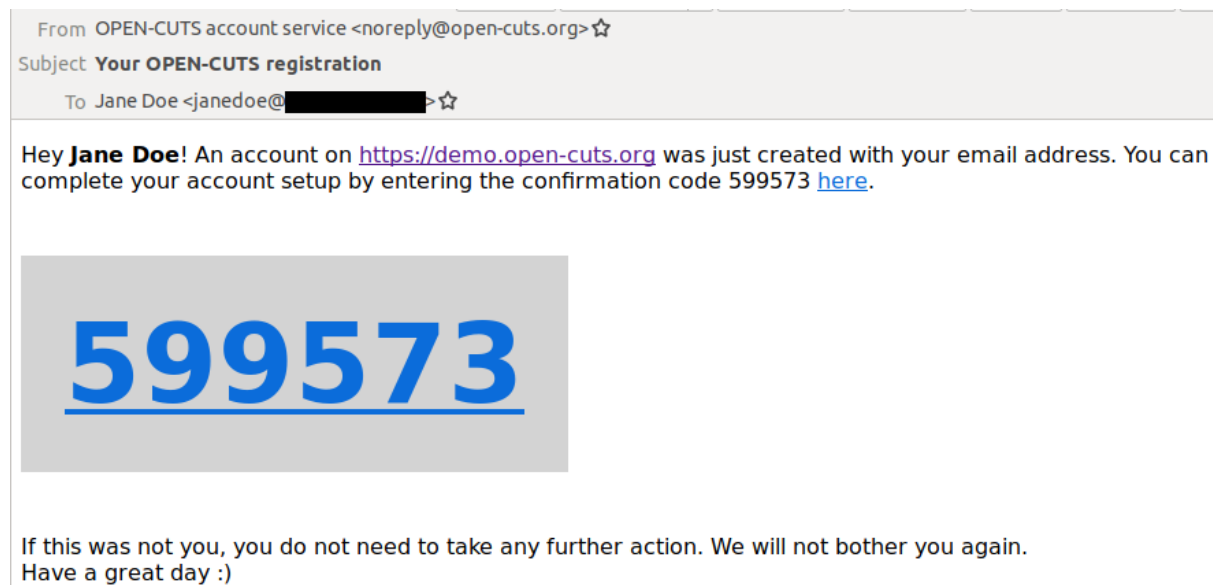 From OPEN-CUTS account service <noreply@open-cuts.org>
Subject Your OPEN-CUTS registration
To Jane Doe <janedoe@ >
Hey Jane Doe! An account on https://demo.open-cuts.org was just created with your email address. You can
complete your account setup by entering the confirmation code 599573 here.
599573
If this was not you, you do not need to take any further action. We will not bother you again.
Have a great day :)